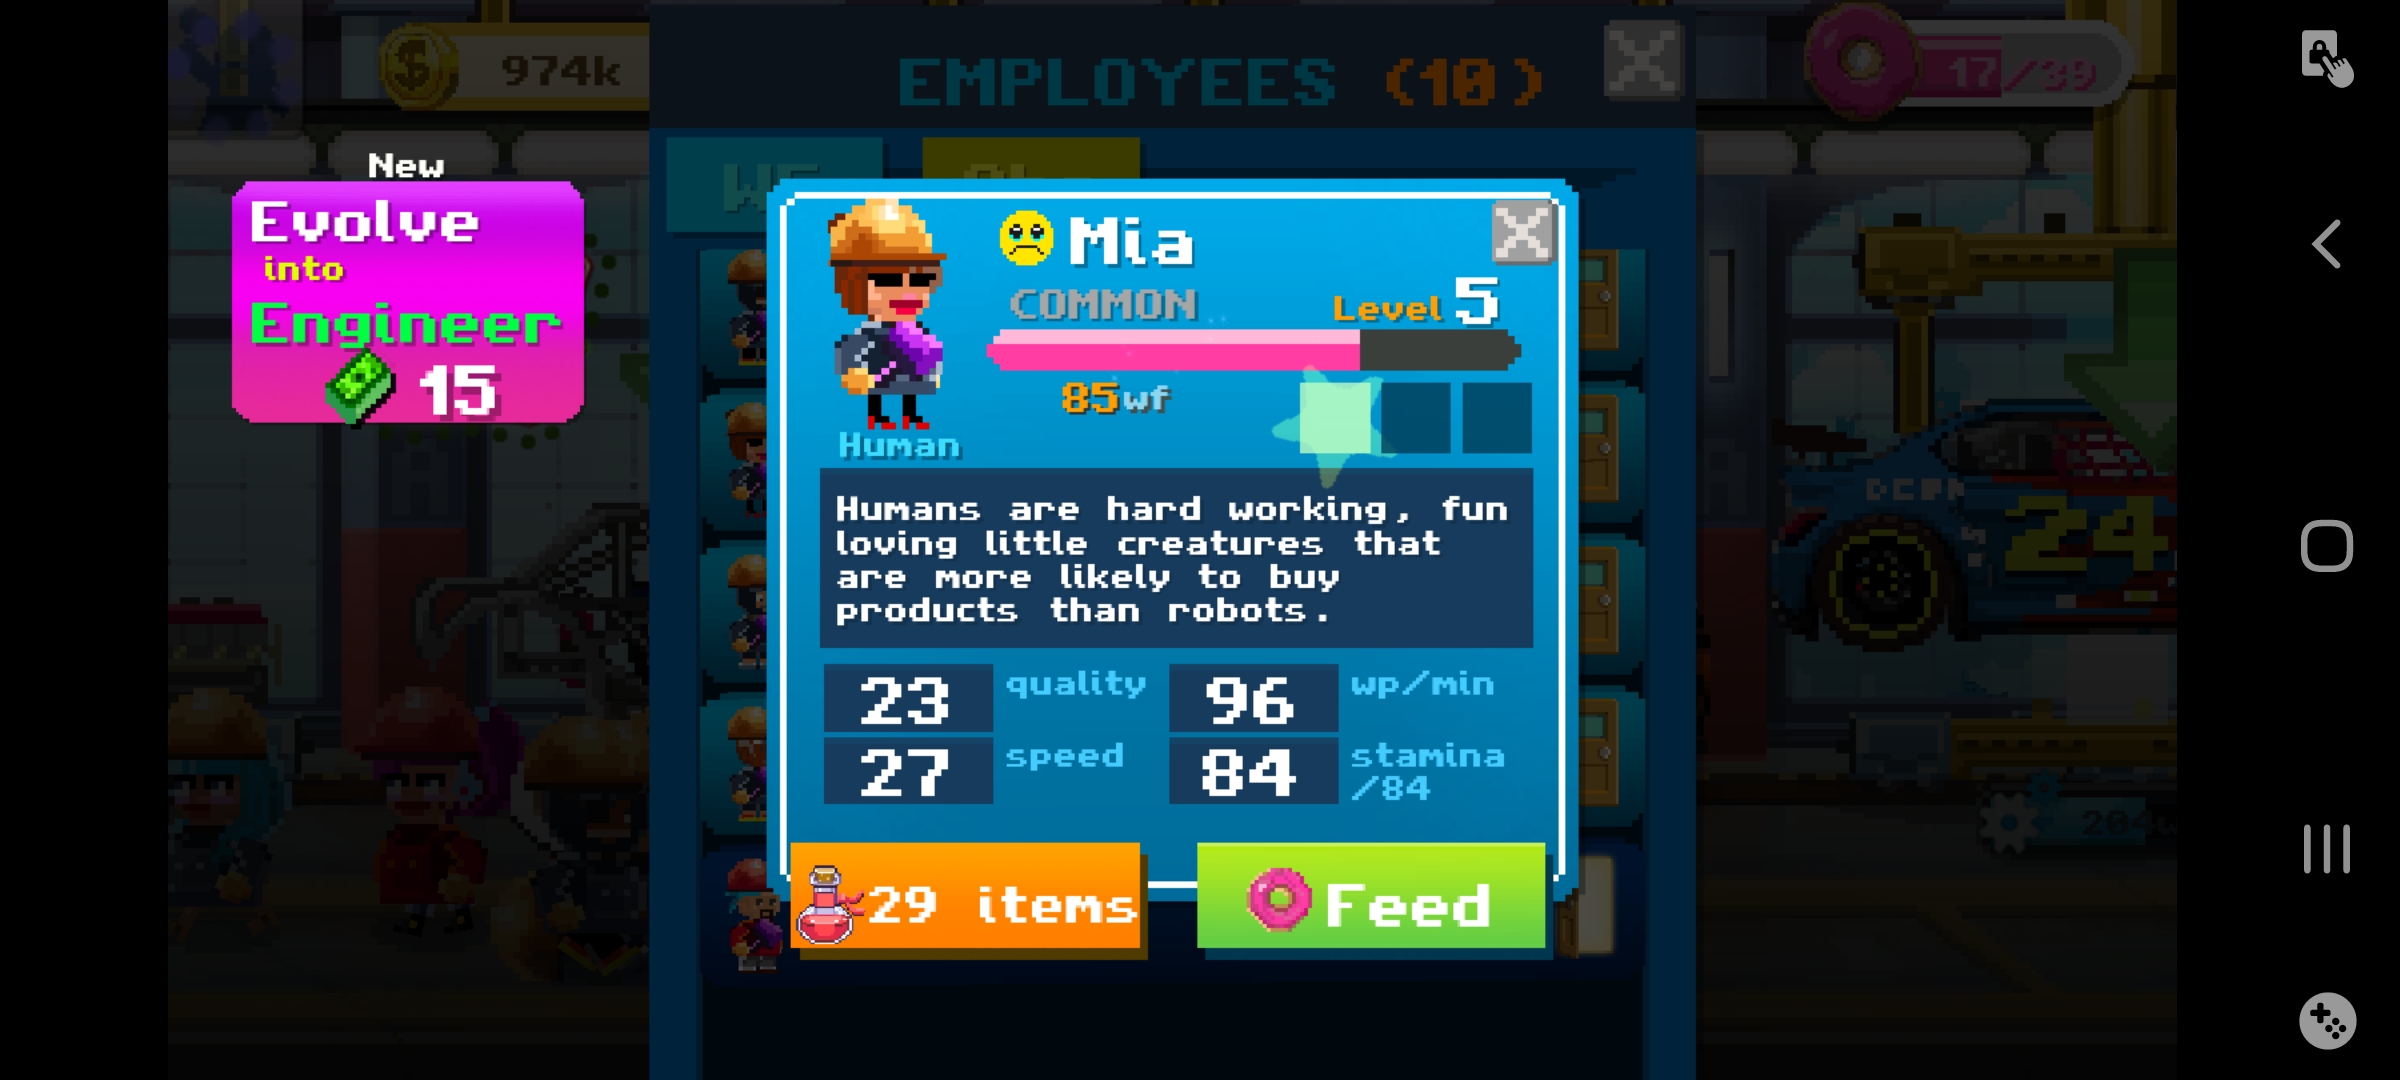 974k
EMPLOYEES (10)
17/39
New
Evolve
into
Engineer
15
Mia
COMMON
Level 5
85wf
Human
Humans are hard working, fun
loving little creatures that
are more likely to buy
products than robots.
23 quality
96 wp/min
27 speed
84 stamina
/84
29 items
Feed
24